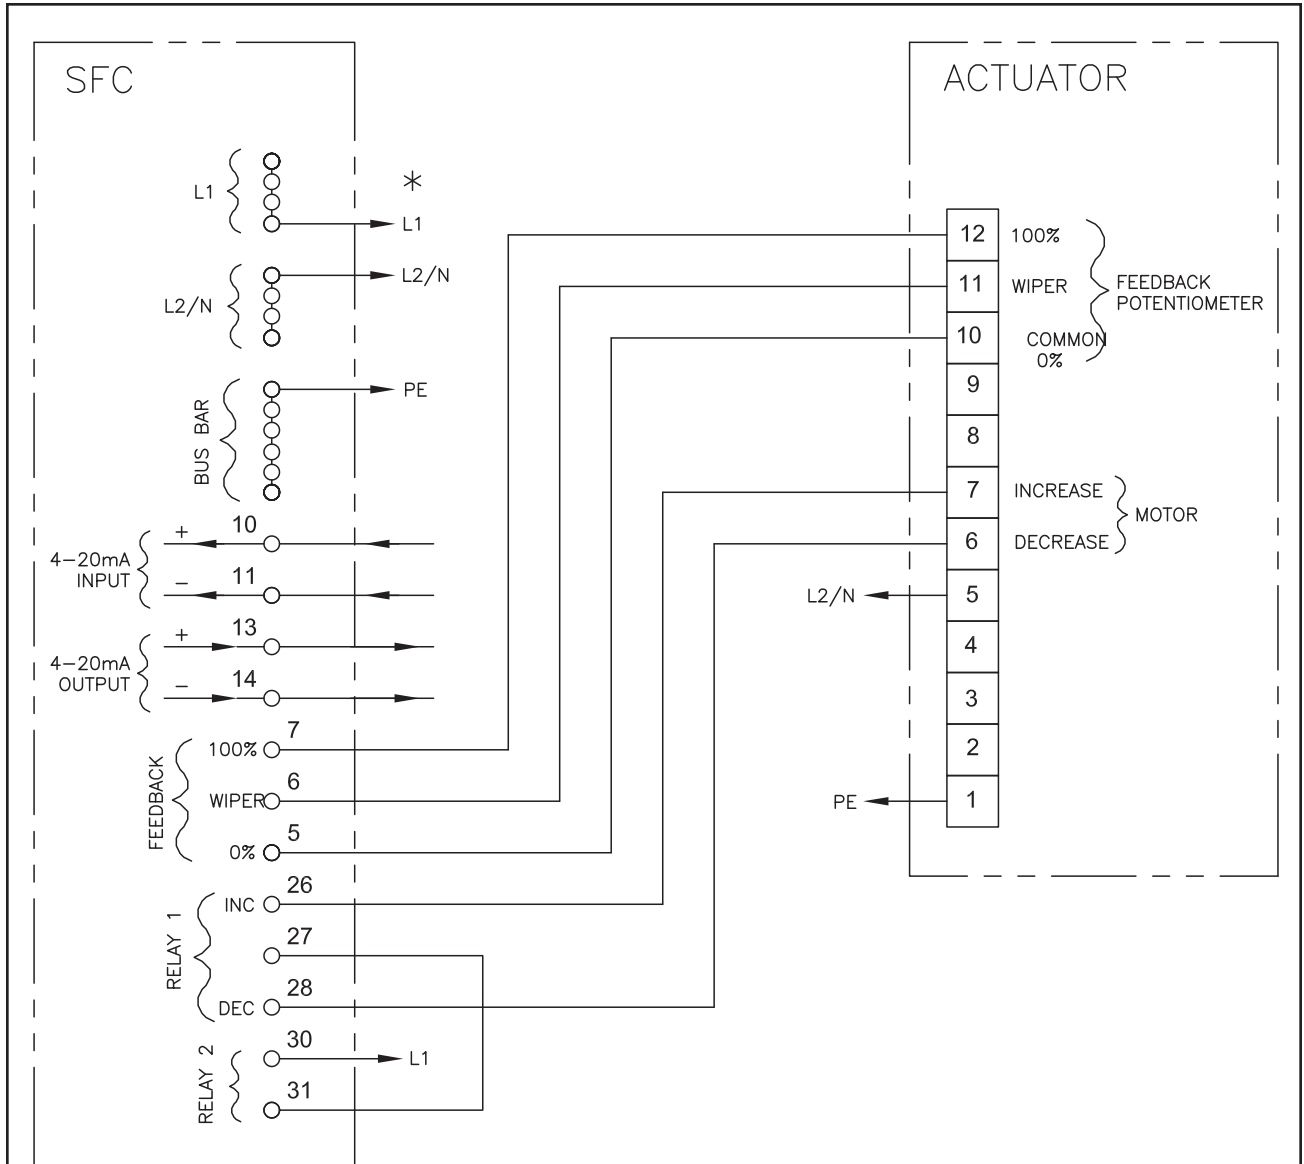 SFC
L1
*
L1
L2/N
L2/N
BUS BAR
PE
4-20mA
INPUT
+
10
−
11
4-20mA
OUTPUT
+
13
−
14
FEEDBACK
100%
7
WIPER
6
0%
5
RELAY 1
INC
26
27
DEC
28
RELAY 2
30
L1
31
ACTUATOR
12
100%
11
WIPER
10
COMMON
0%
FEEDBACK
POTENTIOMETER
9
8
7
INCREASE
6
DECREASE
MOTOR
L2/N
5
4
3
2
PE
1